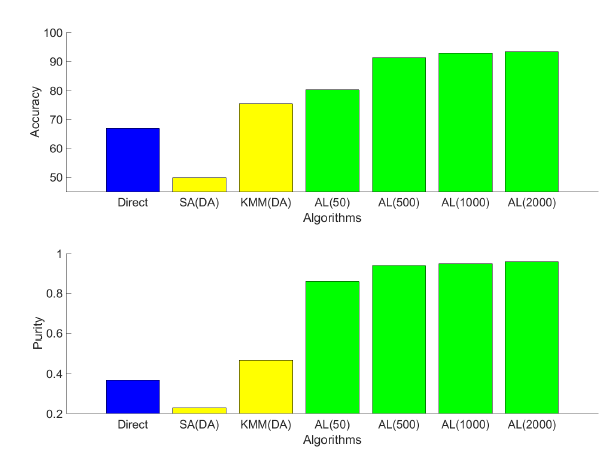 100
90
80
70
60
50
Accuracy
Direct SA(DA) KMM(DA) AL(50) AL(500) AL(1000) AL(2000)
Algorithms
1
0.8
0.6
0.4
0.2
Purity
Direct SA(DA) KMM(DA) AL(50) AL(500) AL(1000) AL(2000)
Algorithms